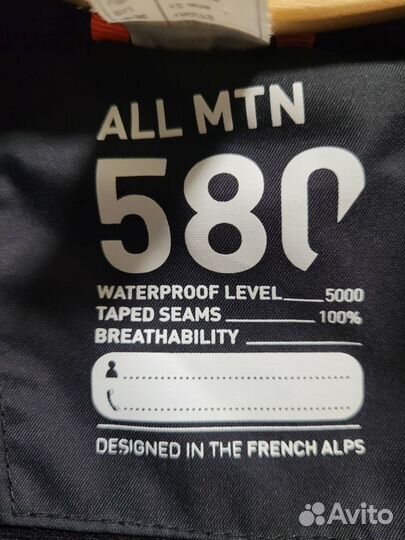 ALL MTN
580
WATERPROOF LEVEL 5000
TAPED SEAMS 100%
BREATHABILITY
DESIGNED IN THE FRENCH ALPS
Avito